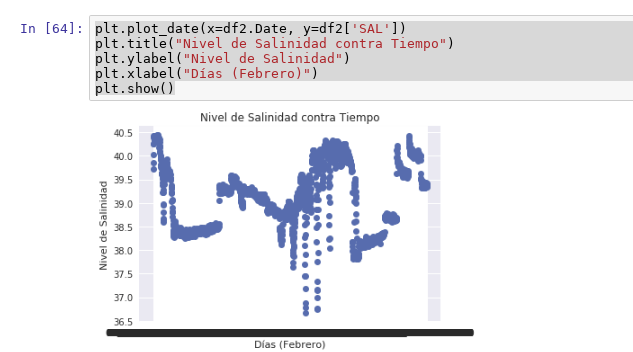 In [64]: plt.plot_date(x=df2.Date, y=df2['SAL'])
plt.title("Nivel de Salinidad contra Tiempo")
plt.ylabel("Nivel de Salinidad")
plt.xlabel("Días (Febrero)")
plt.show()
Nivel de Salinidad contra Tiempo
40.5
40.0
39.5
39.0
38.5
38.0
37.5
37.0
36.5
Nivel de Salinidad
Días (Febrero)